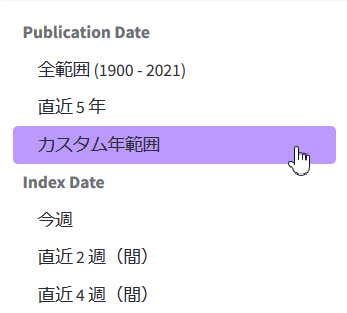 Publication Date
全範囲 (1900 - 2021)
直近 5 年
カスタム年範囲
Index Date
今週
直近 2 週（間）
直近 4 週（間）